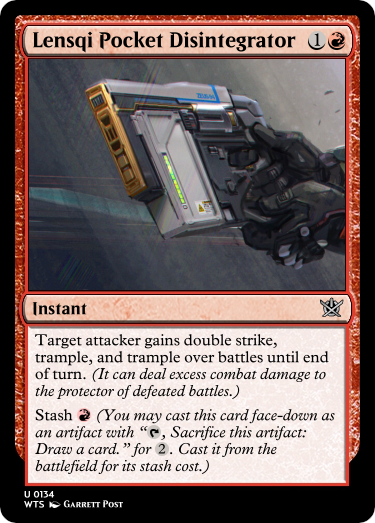 Lensqi Pocket Disintegrator 1
Instant
Target attacker gains double strike,
trample, and trample over battles until end
of turn. (It can deal excess combat damage to
the protector of defeated battles.)
Stash (You may cast this card face-down as
an artifact with “, Sacrifice this artifact:
Draw a card.” for 2. Cast it from the
battlefield for its stash cost.)
U 0134
WTS Garrett Post